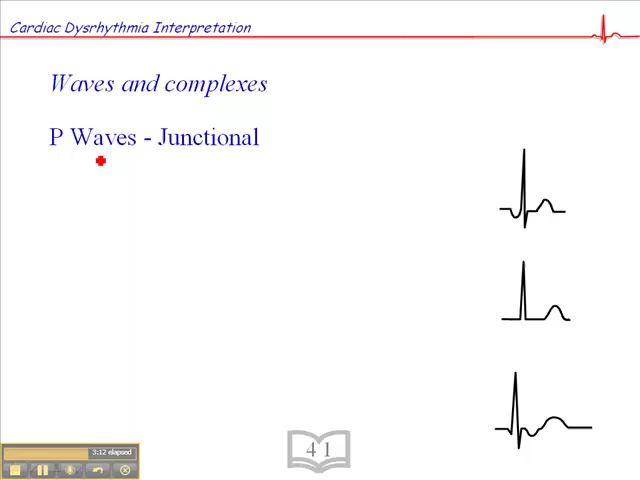 Cardiac Dysrhythmia Interpretation
Waves and complexes
P Waves - Junctional
41
3:12 elapsed